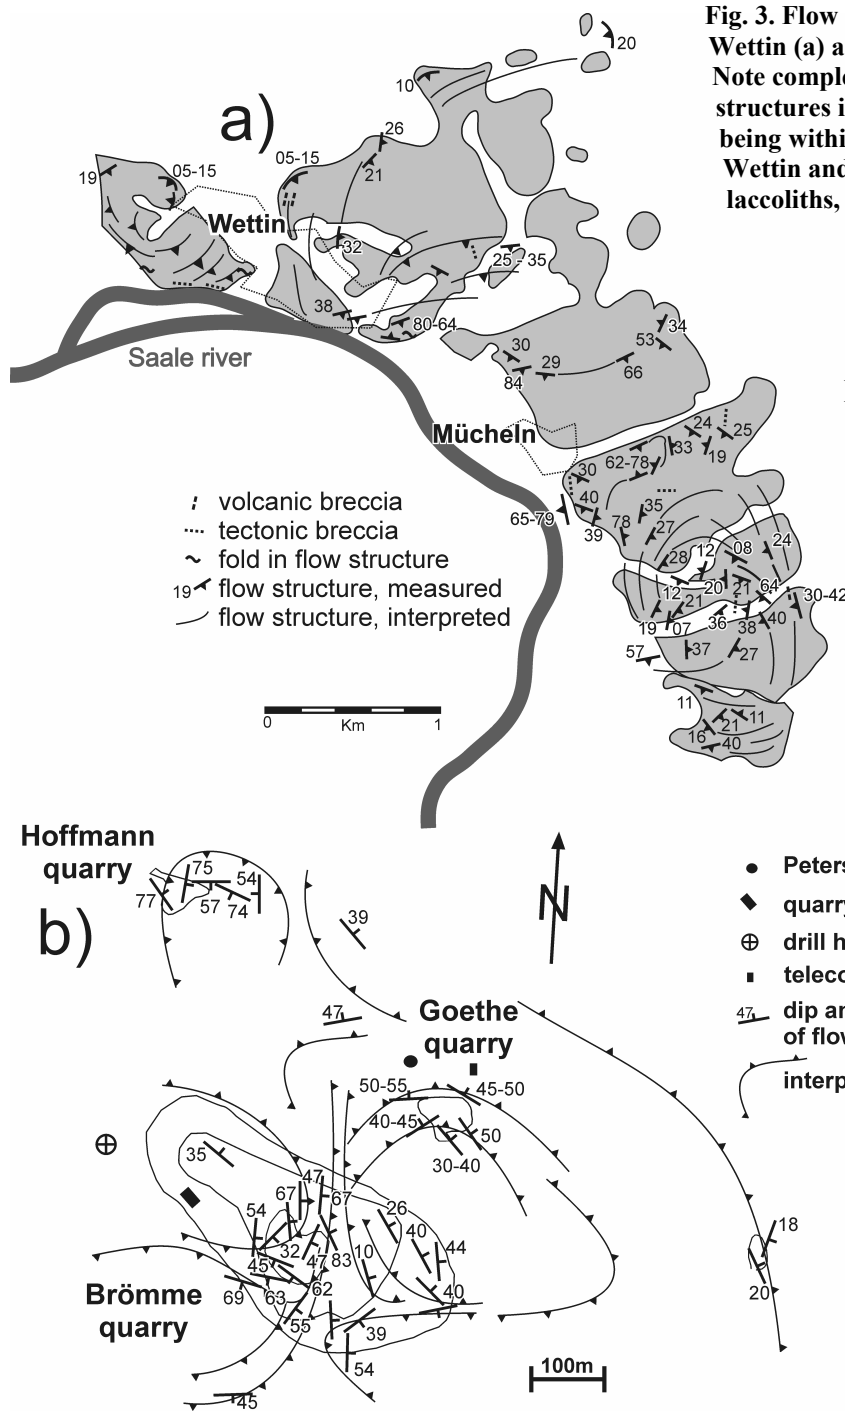 Fig. 3. Flow
Wettin (a) a
Note comple
structures i
being withi
Wettin and
laccoliths,
a)
20
10
26
21
05-15
05-15
19
Wettin
32
25 - 35
38
80-64
Saale river
30
29
84
34
53
66
Mücheln
24
25
33
19
62-78
30
40
65-79
39
78
35
27
28
12
08
24
12
20
21
64
30-42
21
19
07
36
38
40
57
37
27
11
11
21
16
40
volcanic breccia
tectonic breccia
fold in flow structure
19 flow structure, measured
flow structure, interpreted
0 Km 1
Hoffmann
quarry
75
54
77
57
74
b)
N
39
47
Goethe
quarry
Peters
quarry
drill h
teleco
47 dip an
of flow
interp
50-55
45-50
40-45
50
30-40
35
47
67
67
54
26
40
44
32
47
83
10
45
40
69
63
62
55
39
54
45
18
20
Brömme
quarry
100m